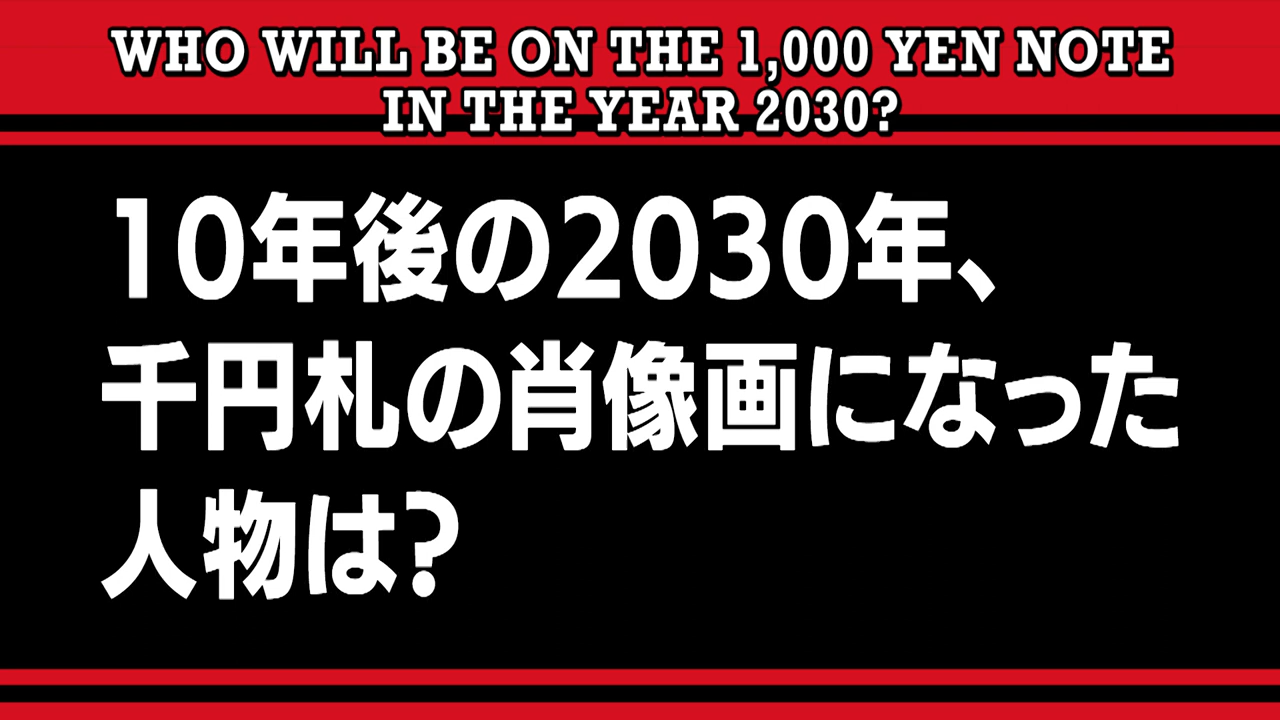 WHO WILL BE ON THE 1,000 YEN NOTE
IN THE YEAR 2030?
10年後の2030年、
千円札の肖像画になった
人物は?